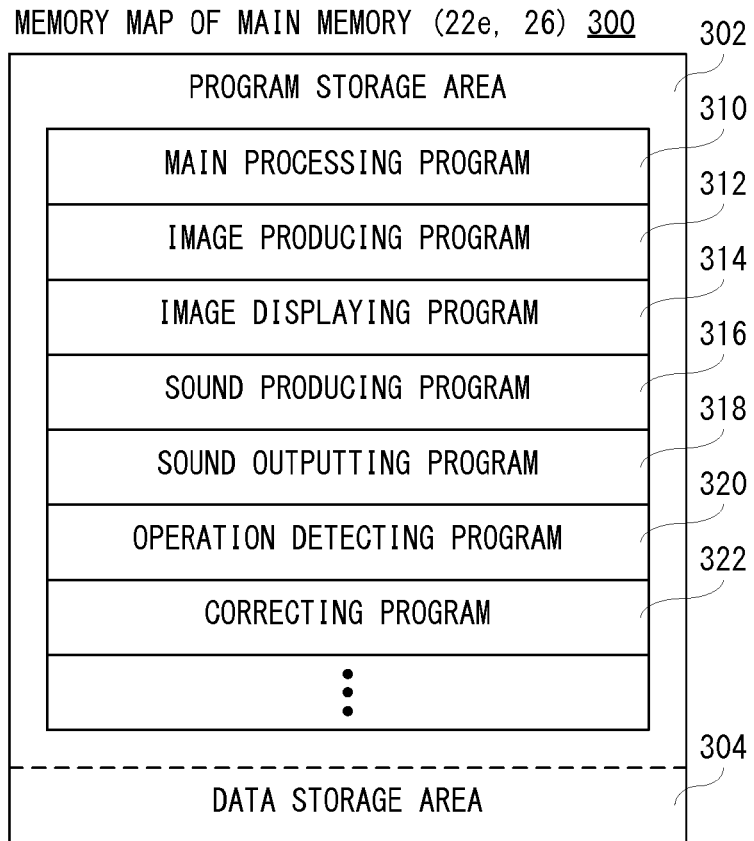 MEMORY MAP OF MAIN MEMORY (22e, 26) 300
302
PROGRAM STORAGE AREA
310
MAIN PROCESSING PROGRAM
312
IMAGE PRODUCING PROGRAM
314
IMAGE DISPLAYING PROGRAM
316
SOUND PRODUCING PROGRAM
318
SOUND OUTPUTTING PROGRAM
320
OPERATION DETECTING PROGRAM
322
CORRECTING PROGRAM
304
DATA STORAGE AREA